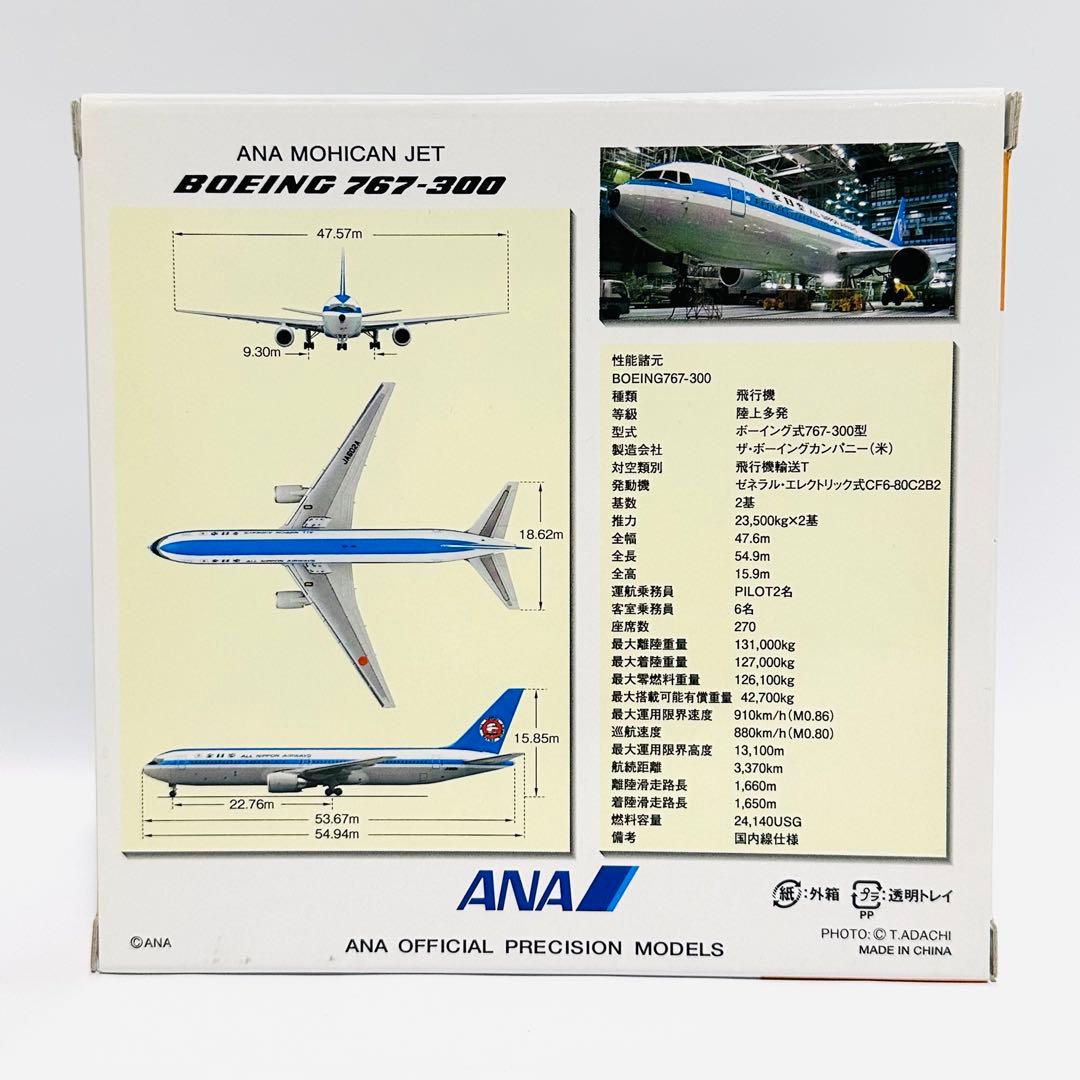 ANA MOHICAN JET
BOEING 767-300
47.57m
9.30m
JA602A
18.62m
全日空 ALL NIPPON AIRWAYS
15.85m
22.76m
53.67m
54.94m
全日空 ALL NIPPON AIRWAYS
性能諸元
BOEING767-300
種類 飛行機
等級 陸上多発
型式 ボーイング式767-300型
製造会社 ザ・ボーイングカンパニー(米)
対空類別 飛行機輸送T
発動機 ゼネラル・エレクトリック式CF6-80C2B2
基数 2基
推力 23,500kg×2基
全幅 47.6m
全長 54.9m
全高 15.9m
運航乗務員 PILOT2名
客室乗務員 6名
座席数 270
最大離陸重量 131,000kg
最大着陸重量 127,000kg
最大零燃料重量 126,100kg
最大搭載可能有償重量 42,700kg
最大運用限界速度 910km/h(M0.86)
巡航速度 880km/h(M0.80)
最大運用限界高度 13,100m
航続距離 3,370km
離陸滑走路長 1,660m
着陸滑走路長 1,650m
燃料容量 24,140USG
備考 国内線仕様
ANA
紙:外箱 プラ:透明トレイ
PP
©ANA
ANA OFFICIAL PRECISION MODELS
PHOTO:© T.ADACHI
MADE IN CHINA